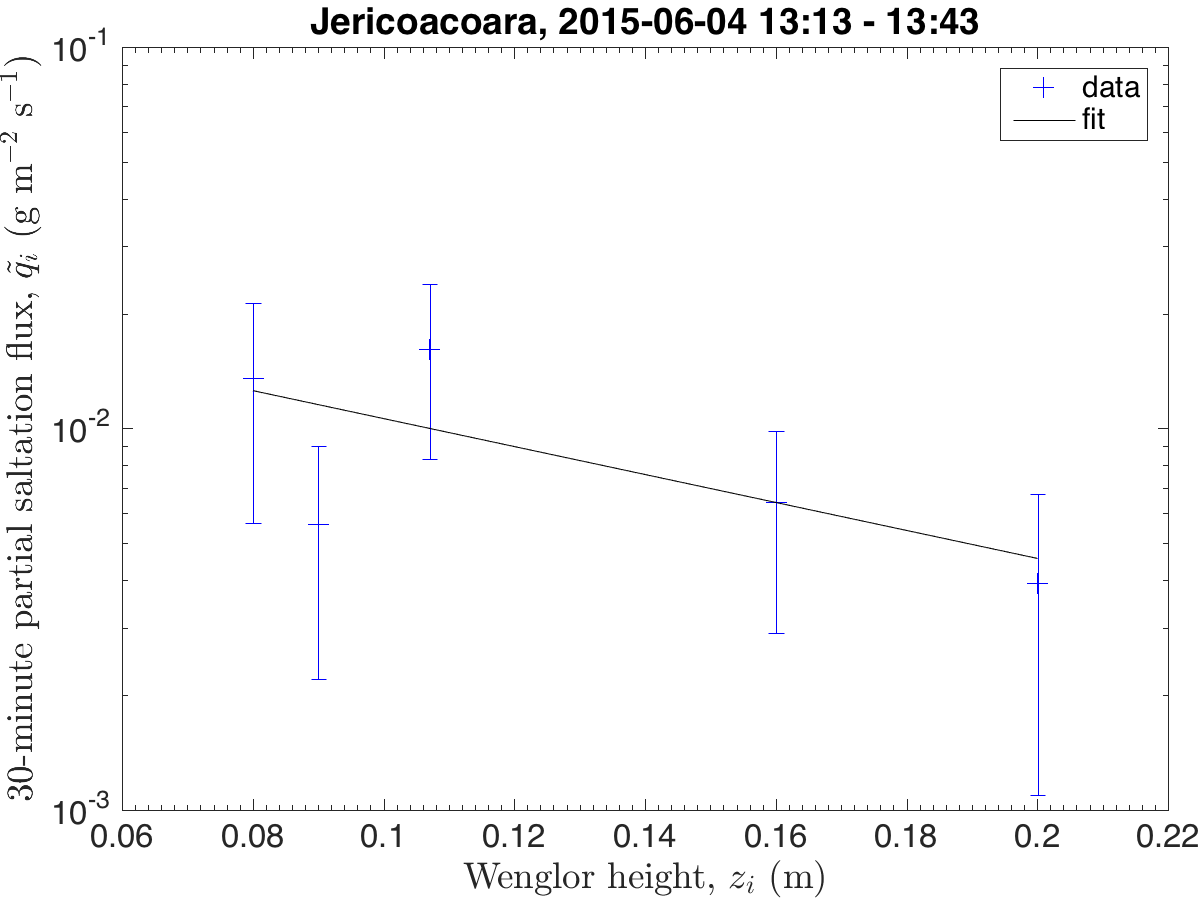 Jericoacoara, 2015-06-04 13:13 - 13:43
30-minute partial saltation flux, q̃ᵢ (g m⁻² s⁻¹)
10⁻¹
10⁻²
10⁻³
data
fit
0.06 0.08 0.1 0.12 0.14 0.16 0.18 0.2 0.22
Wenglor height, zᵢ (m)